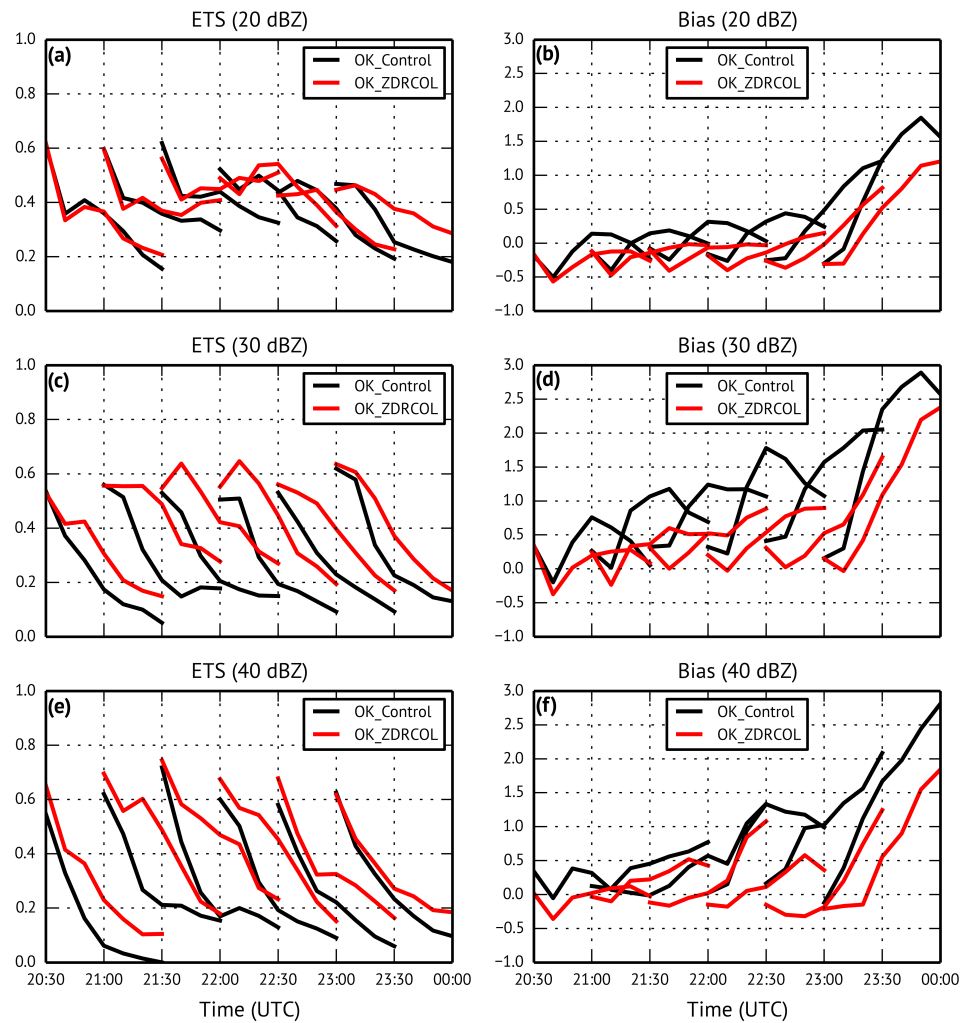 ETS (20 dBZ)
(a)
OK_Control
OK_ZDRCOL
1.0
0.8
0.6
0.4
0.2
0.0
Bias (20 dBZ)
(b)
OK_Control
OK_ZDRCOL
3.0
2.5
2.0
1.5
1.0
0.5
0.0
−0.5
−1.0
ETS (30 dBZ)
(c)
OK_Control
OK_ZDRCOL
1.0
0.8
0.6
0.4
0.2
0.0
Bias (30 dBZ)
(d)
OK_Control
OK_ZDRCOL
3.0
2.5
2.0
1.5
1.0
0.5
0.0
−0.5
−1.0
ETS (40 dBZ)
(e)
OK_Control
OK_ZDRCOL
1.0
0.8
0.6
0.4
0.2
0.0
20:30 21:00 21:30 22:00 22:30 23:00 23:30 00:00
Time (UTC)
Bias (40 dBZ)
(f)
OK_Control
OK_ZDRCOL
3.0
2.5
2.0
1.5
1.0
0.5
0.0
−0.5
−1.0
20:30 21:00 21:30 22:00 22:30 23:00 23:30 00:00
Time (UTC)